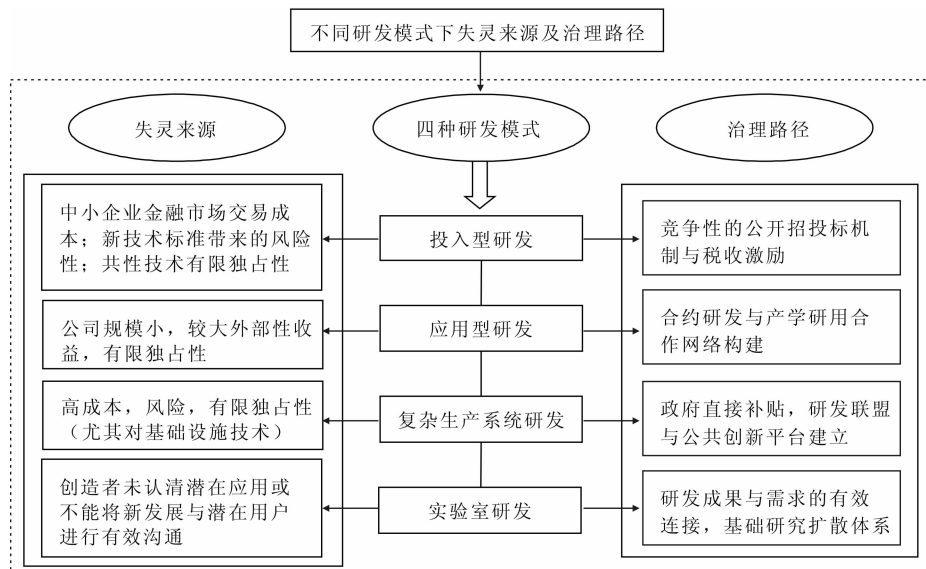 不同研发模式下失灵来源及治理路径
失灵来源
四种研发模式
治理路径
中小企业金融市场交易成
本；新技术标准带来的风险
性；共性技术有限独占性
投入型研发
竞争性的公开招投标机
制与税收激励
公司规模小，较大外部性收
益，有限独占性
应用型研发
合约研发与产学研用合
作网络构建
高成本，风险，有限独占性
（尤其对基础设施技术）
复杂生产系统研发
政府直接补贴，研发联盟
与公共创新平台建立
创造者未认清潜在应用或
不能将新发展与潜在用户
进行有效沟通
实验室研发
研发成果与需求的有效
连接，基础研究扩散体系